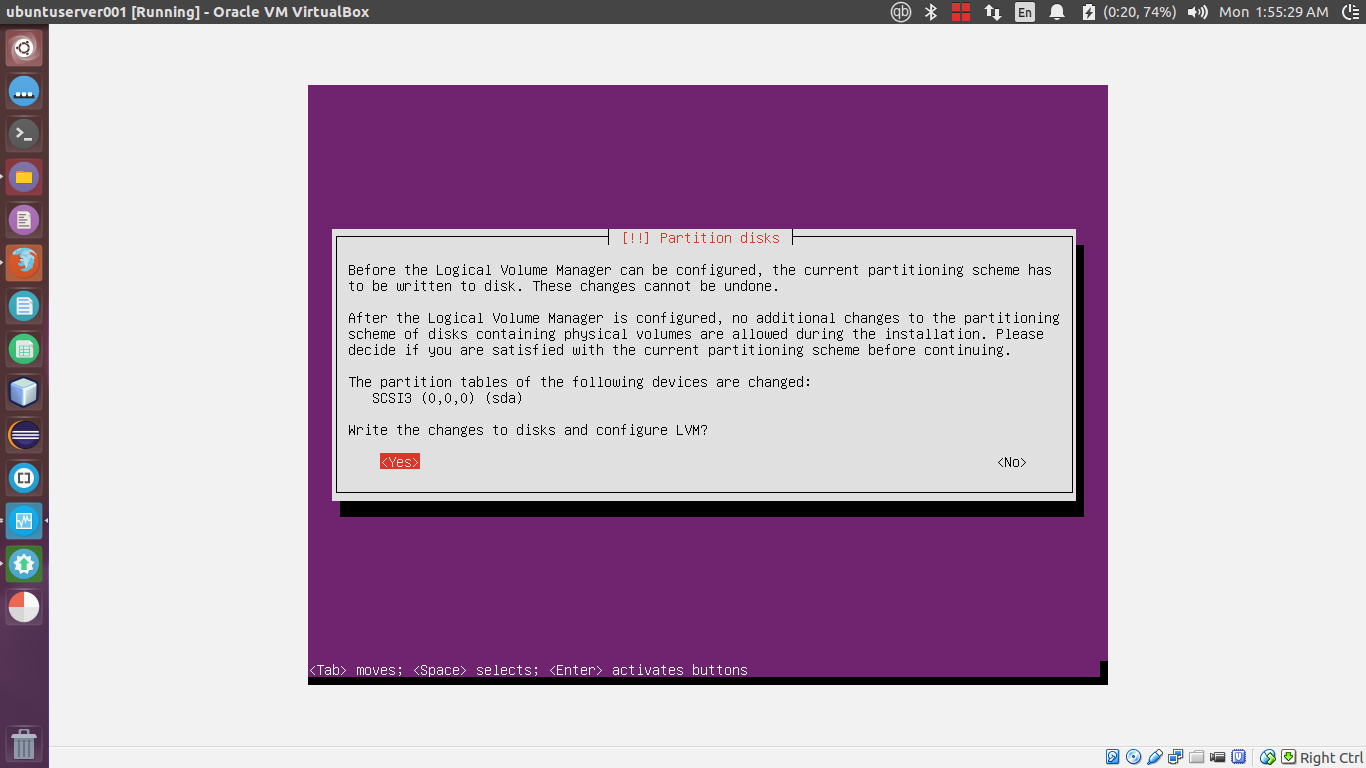 ubuntuserver001 [Running] - Oracle VM VirtualBox
qb
En
(0:20, 74%)
Mon 1:55:29 AM
[!!] Partition disks
Before the Logical Volume Manager can be configured, the current partitioning scheme has
to be written to disk. These changes cannot be undone.
After the Logical Volume Manager is configured, no additional changes to the partitioning
scheme of disks containing physical volumes are allowed during the installation. Please
decide if you are satisfied with the current partitioning scheme before continuing.
The partition tables of the following devices are changed:
SCSI3 (0,0,0) (sda)
Write the changes to disks and configure LVM?
<Yes>
<No>
<Tab> moves; <Space> selects; <Enter> activates buttons
Right Ctrl